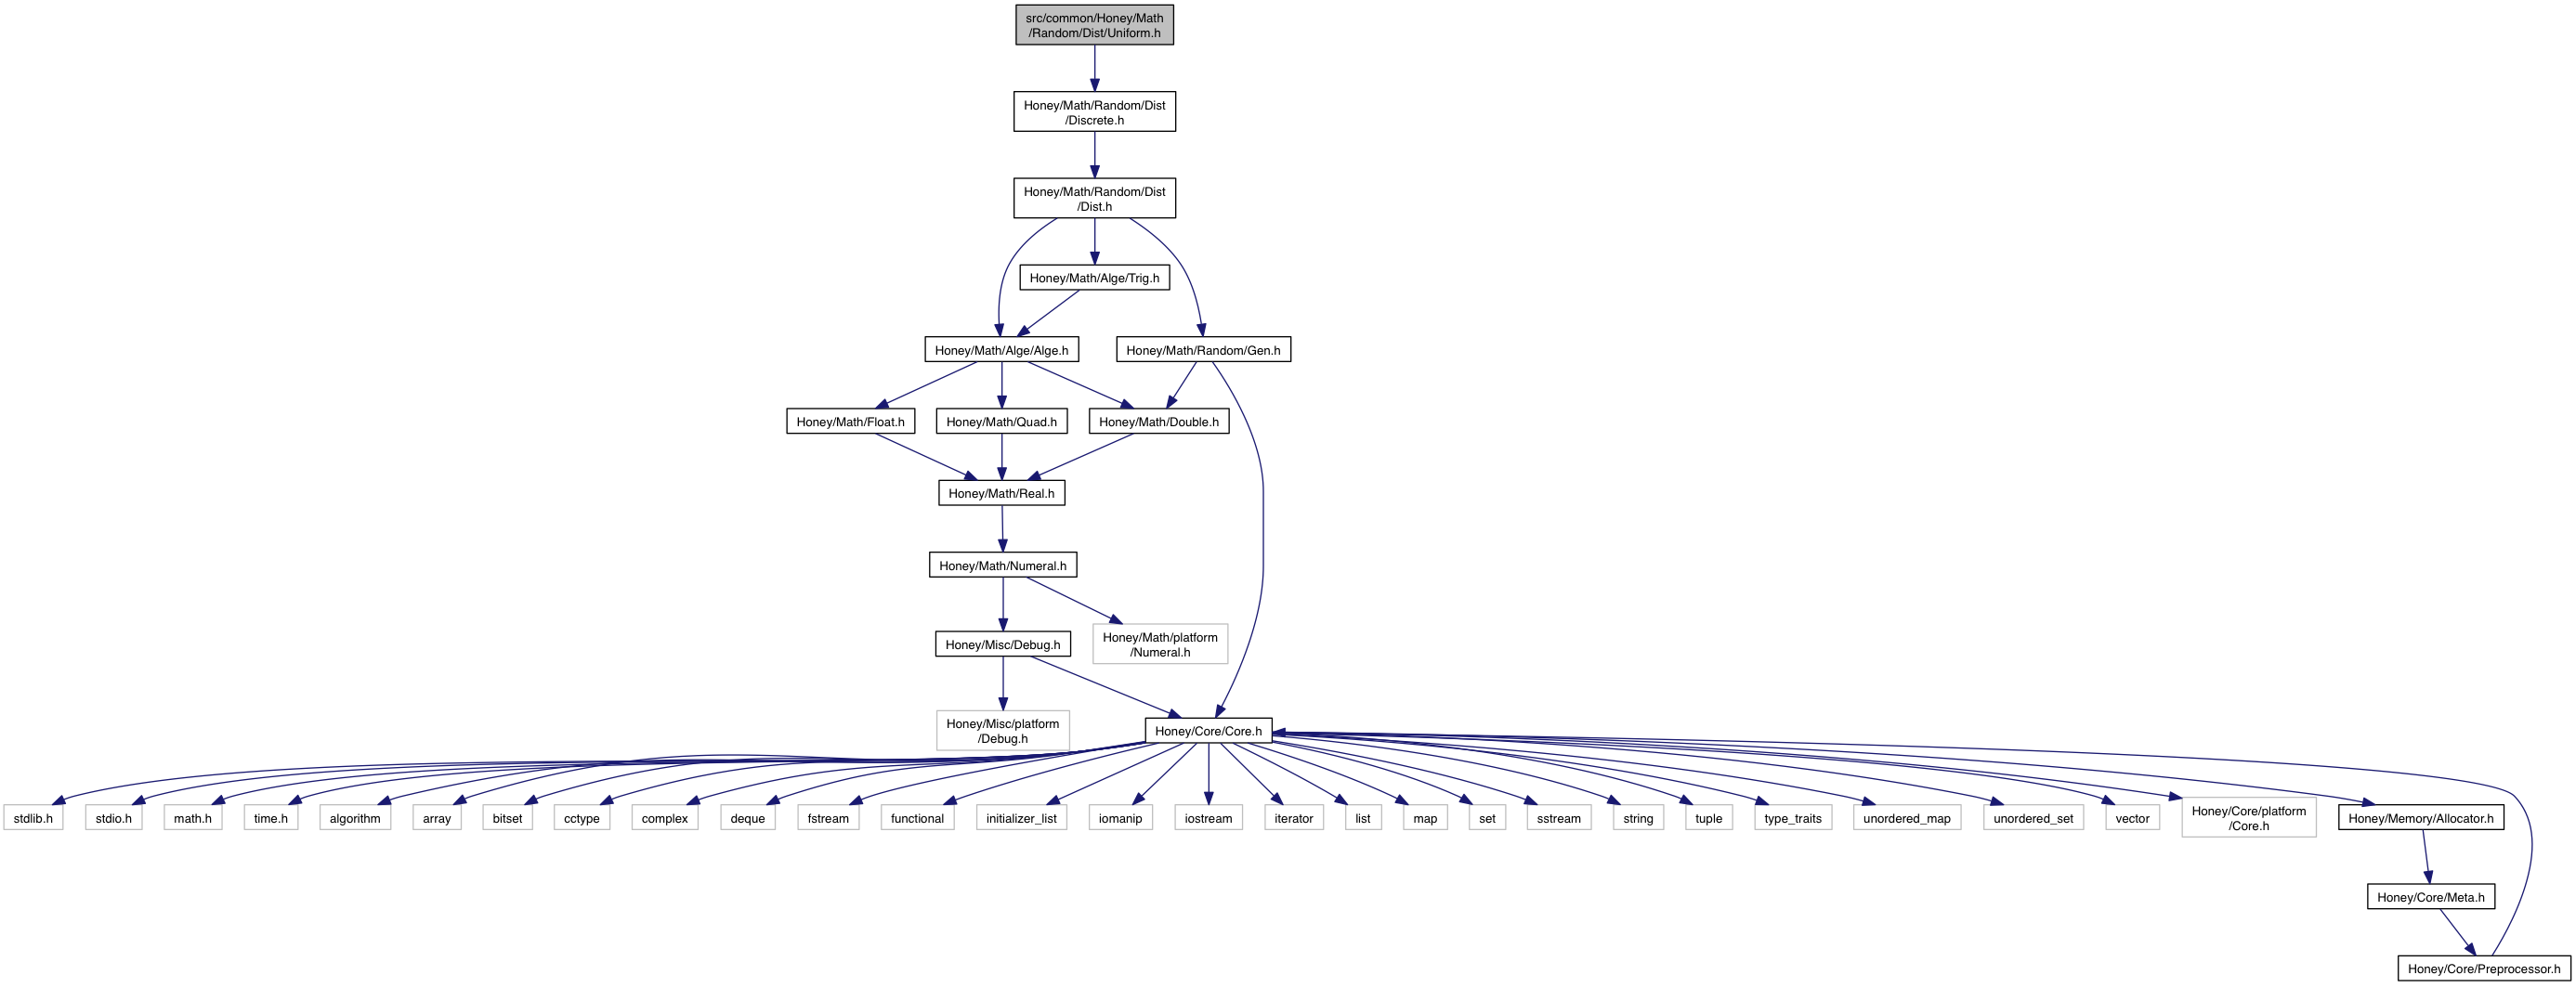 src/common/Honey/Math
/Random/Dist/Uniform.h
Honey/Math/Random/Dist
/Discrete.h
Honey/Math/Random/Dist
/Dist.h
Honey/Math/Alge/Trig.h
Honey/Math/Alge/Alge.h
Honey/Math/Random/Gen.h
Honey/Math/Float.h
Honey/Math/Quad.h
Honey/Math/Double.h
Honey/Math/Real.h
Honey/Math/Numeral.h
Honey/Misc/Debug.h
Honey/Math/platform
/Numeral.h
Honey/Misc/platform
/Debug.h
Honey/Core/Core.h
stdlib.h
stdio.h
math.h
time.h
algorithm
array
bitset
cctype
complex
deque
fstream
functional
initializer_list
iomanip
iostream
iterator
list
map
set
sstream
string
tuple
type_traits
unordered_map
unordered_set
vector
Honey/Core/platform
/Core.h
Honey/Memory/Allocator.h
Honey/Core/Meta.h
Honey/Core/Preprocessor.h